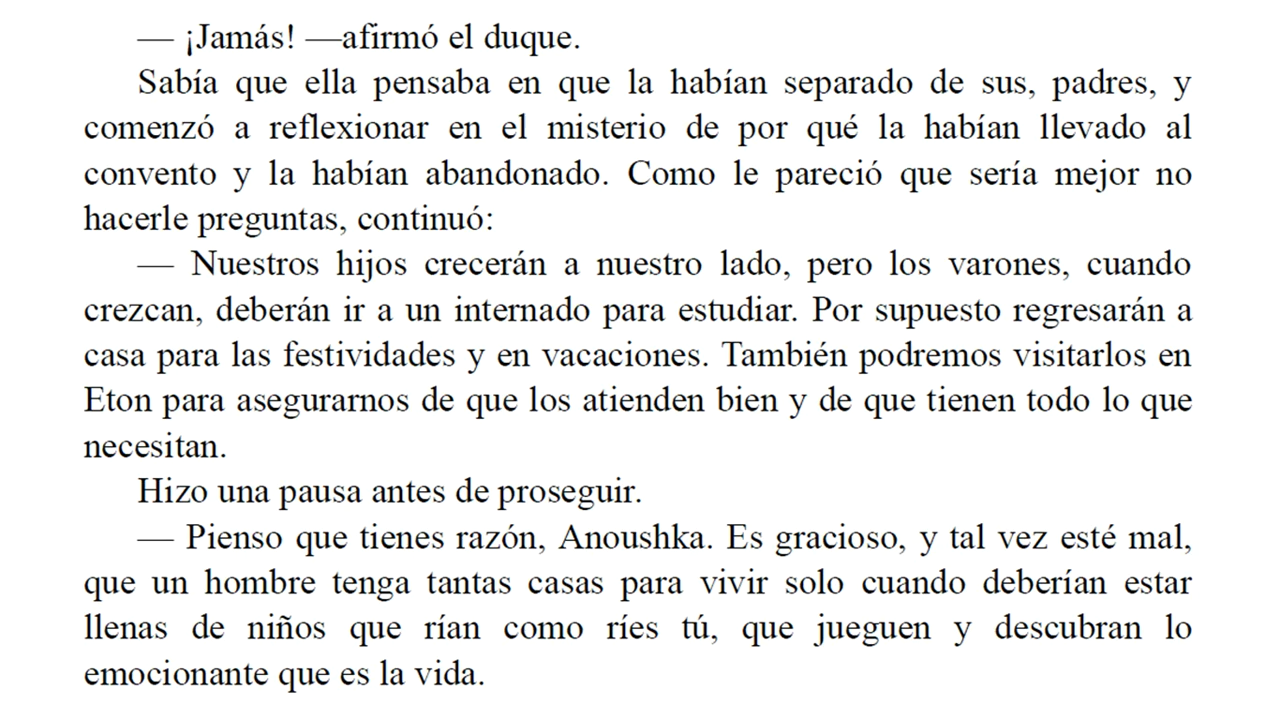 — ¡Jamás! —afirmó el duque.
Sabía que ella pensaba en que la habían separado de sus, padres, y
comenzó a reflexionar en el misterio de por qué la habían llevado al
convento y la habían abandonado. Como le pareció que sería mejor no
hacerle preguntas, continuó:
— Nuestros hijos crecerán a nuestro lado, pero los varones, cuando
crezcan, deberán ir a un internado para estudiar. Por supuesto regresarán a
casa para las festividades y en vacaciones. También podremos visitarlos en
Eton para asegurarnos de que los atienden bien y de que tienen todo lo que
necesitan.
Hizo una pausa antes de proseguir.
— Pienso que tienes razón, Anoushka. Es gracioso, y tal vez esté mal,
que un hombre tenga tantas casas para vivir solo cuando deberían estar
llenas de niños que rían como ríes tú, que jueguen y descubran lo
emocionante que es la vida.